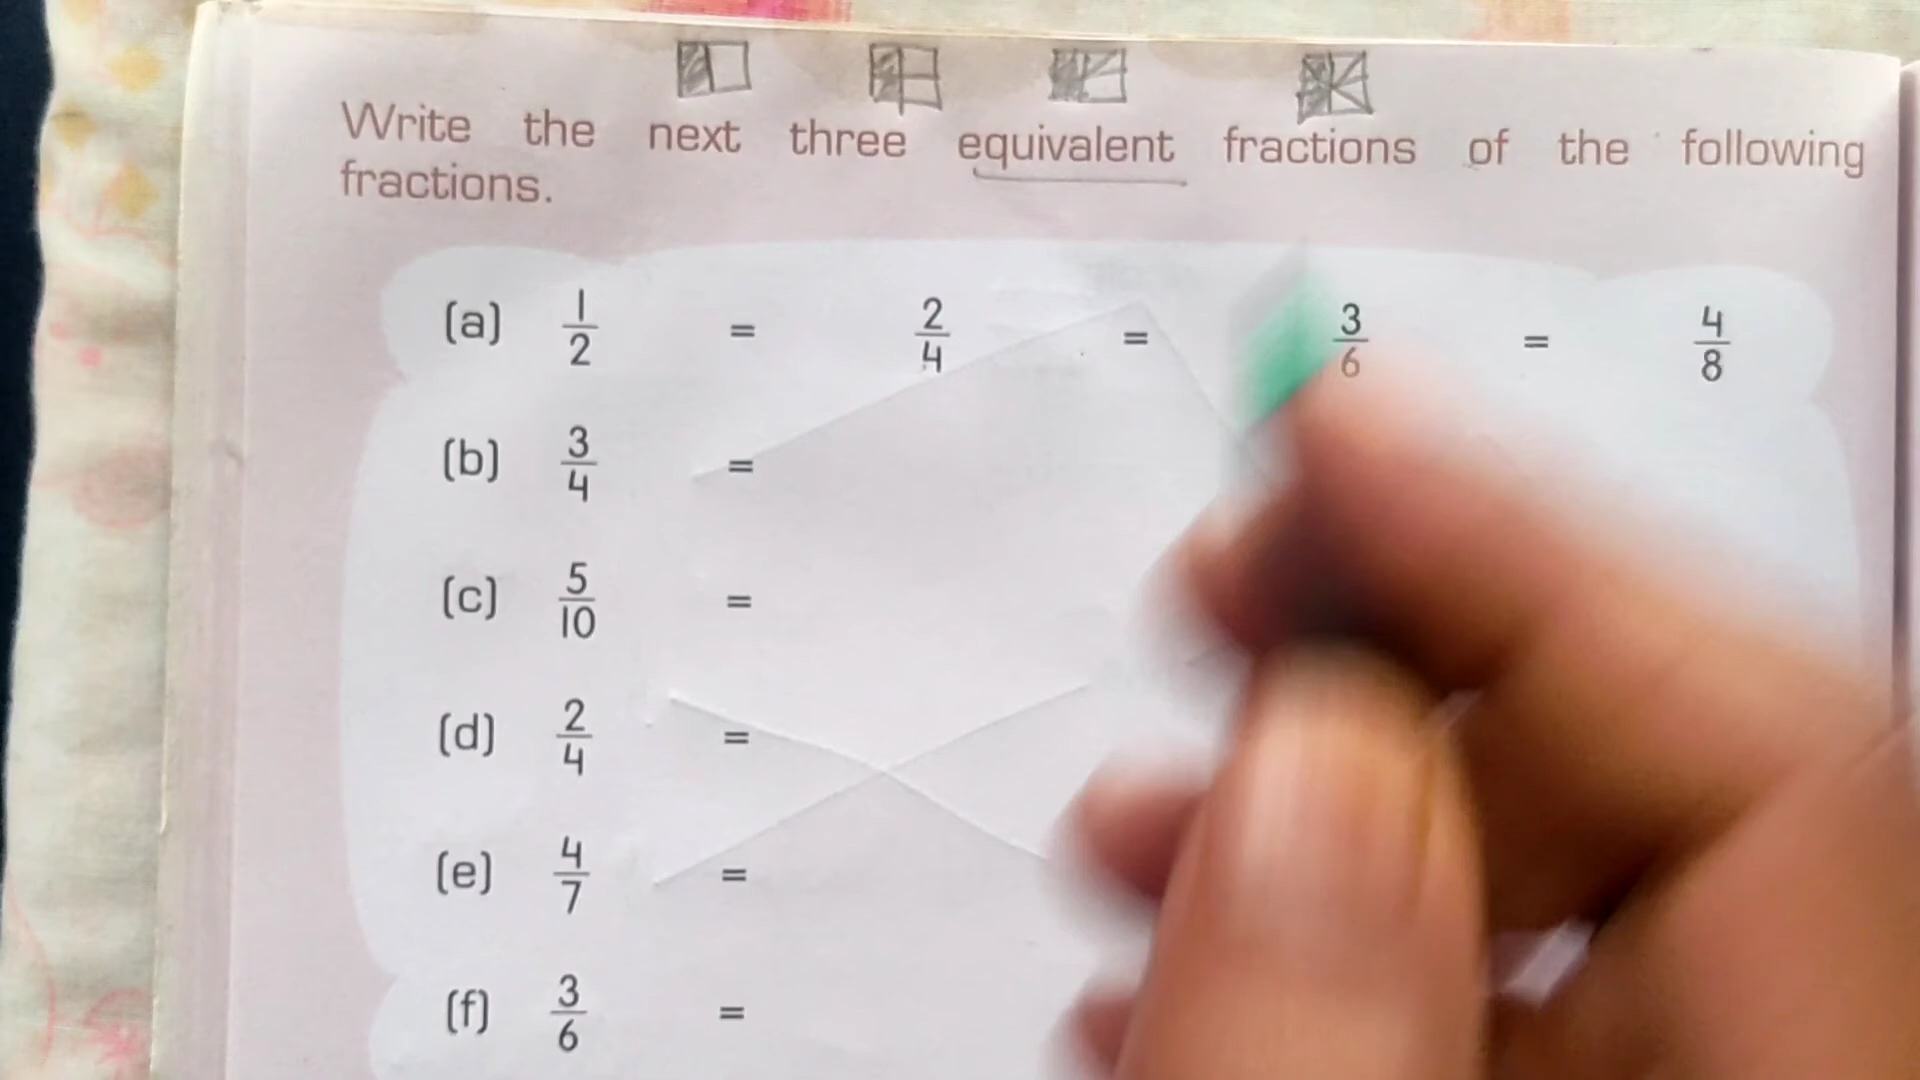 Write the next three equivalent fractions of the following
fractions.
(a) 1/2 = 2/4 = 3/6 = 4/8
(b) 3/4 =
(c) 5/10 =
(d) 2/4 =
(e) 4/7 =
(f) 3/6 =